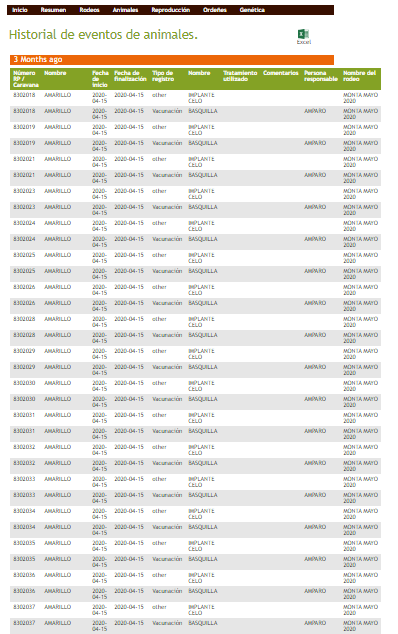 Inicio Resumen Rodeos Animales Reproducción Ordeñes Genética
Historial de eventos de animales.
Excel
3 Months ago
Número Nombre Fecha Fecha de Tipo de Nombre Tratamiento Comentarios Persona Nombre del
RP / de finalización registro utilizado responsable rodeo
Caravana inicio
8302018 AMARILLO 2020- 2020-04-15 other IMPLANTE MONTA MAYO
04-15 CELO 2020
8302018 AMARILLO 2020- 2020-04-15 Vacunación BASQUILLA AMPARO MONTA MAYO
04-15 2020
8302019 AMARILLO 2020- 2020-04-15 other IMPLANTE MONTA MAYO
04-15 CELO 2020
8302019 AMARILLO 2020- 2020-04-15 Vacunación BASQUILLA AMPARO MONTA MAYO
04-15 2020
8302021 AMARILLO 2020- 2020-04-15 other IMPLANTE MONTA MAYO
04-15 CELO 2020
8302021 AMARILLO 2020- 2020-04-15 Vacunación BASQUILLA AMPARO MONTA MAYO
04-15 2020
8302023 AMARILLO 2020- 2020-04-15 other IMPLANTE MONTA MAYO
04-15 CELO 2020
8302023 AMARILLO 2020- 2020-04-15 Vacunación BASQUILLA AMPARO MONTA MAYO
04-15 2020
8302024 AMARILLO 2020- 2020-04-15 other IMPLANTE MONTA MAYO
04-15 CELO 2020
8302024 AMARILLO 2020- 2020-04-15 Vacunación BASQUILLA AMPARO MONTA MAYO
04-15 2020
8302025 AMARILLO 2020- 2020-04-15 other IMPLANTE MONTA MAYO
04-15 CELO 2020
8302025 AMARILLO 2020- 2020-04-15 Vacunación BASQUILLA AMPARO MONTA MAYO
04-15 2020
8302026 AMARILLO 2020- 2020-04-15 other IMPLANTE MONTA MAYO
04-15 CELO 2020
8302026 AMARILLO 2020- 2020-04-15 Vacunación BASQUILLA AMPARO MONTA MAYO
04-15 2020
8302028 AMARILLO 2020- 2020-04-15 other IMPLANTE MONTA MAYO
04-15 CELO 2020
8302028 AMARILLO 2020- 2020-04-15 Vacunación BASQUILLA AMPARO MONTA MAYO
04-15 2020
8302029 AMARILLO 2020- 2020-04-15 other IMPLANTE MONTA MAYO
04-15 CELO 2020
8302029 AMARILLO 2020- 2020-04-15 Vacunación BASQUILLA AMPARO MONTA MAYO
04-15 2020
8302030 AMARILLO 2020- 2020-04-15 other IMPLANTE MONTA MAYO
04-15 CELO 2020
8302030 AMARILLO 2020- 2020-04-15 Vacunación BASQUILLA AMPARO MONTA MAYO
04-15 2020
8302031 AMARILLO 2020- 2020-04-15 other IMPLANTE MONTA MAYO
04-15 CELO 2020
8302031 AMARILLO 2020- 2020-04-15 Vacunación BASQUILLA AMPARO MONTA MAYO
04-15 2020
8302032 AMARILLO 2020- 2020-04-15 other IMPLANTE MONTA MAYO
04-15 CELO 2020
8302032 AMARILLO 2020- 2020-04-15 Vacunación BASQUILLA AMPARO MONTA MAYO
04-15 2020
8302033 AMARILLO 2020- 2020-04-15 other IMPLANTE MONTA MAYO
04-15 CELO 2020
8302033 AMARILLO 2020- 2020-04-15 Vacunación BASQUILLA AMPARO MONTA MAYO
04-15 2020
8302034 AMARILLO 2020- 2020-04-15 other IMPLANTE MONTA MAYO
04-15 CELO 2020
8302034 AMARILLO 2020- 2020-04-15 Vacunación BASQUILLA AMPARO MONTA MAYO
04-15 2020
8302035 AMARILLO 2020- 2020-04-15 other IMPLANTE MONTA MAYO
04-15 CELO 2020
8302035 AMARILLO 2020- 2020-04-15 Vacunación BASQUILLA AMPARO MONTA MAYO
04-15 2020
8302036 AMARILLO 2020- 2020-04-15 other IMPLANTE MONTA MAYO
04-15 CELO 2020
8302036 AMARILLO 2020- 2020-04-15 Vacunación BASQUILLA AMPARO MONTA MAYO
04-15 2020
8302037 AMARILLO 2020- 2020-04-15 other IMPLANTE MONTA MAYO
04-15 CELO 2020
8302037 AMARILLO 2020- 2020-04-15 Vacunación BASQUILLA AMPARO MONTA MAYO
04-15 2020